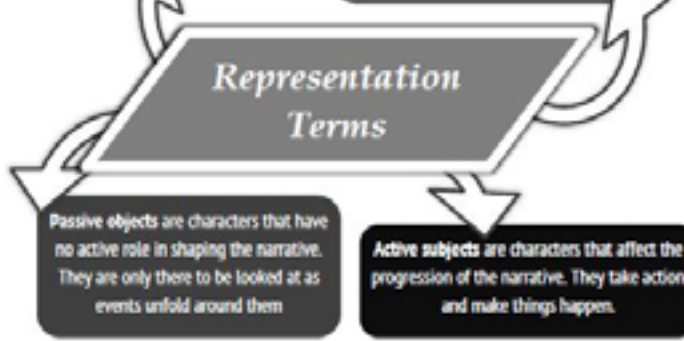 Representation
Terms
Passive objects are characters that have
no active role in shaping the narrative.
They are only there to be looked at as
events unfold around them
Active subjects are characters that affect the
progression of the narrative. They take action
and make things happen.